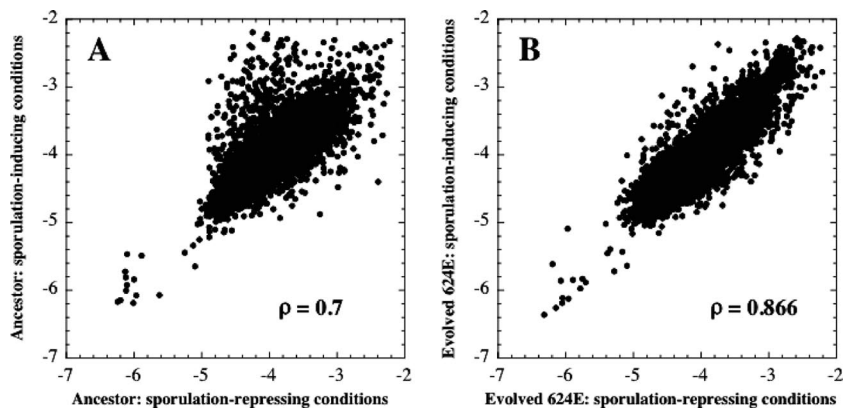 A
Ancestor: sporulation-inducing conditions
-2
-3
-4
-5
-6
-7
ρ = 0.7
-7 -6 -5 -4 -3 -2
Ancestor: sporulation-repressing conditions
B
Evolved 624E: sporulation-inducing conditions
-2
-3
-4
-5
-6
-7
ρ = 0.866
-7 -6 -5 -4 -3 -2
Evolved 624E: sporulation-repressing conditions